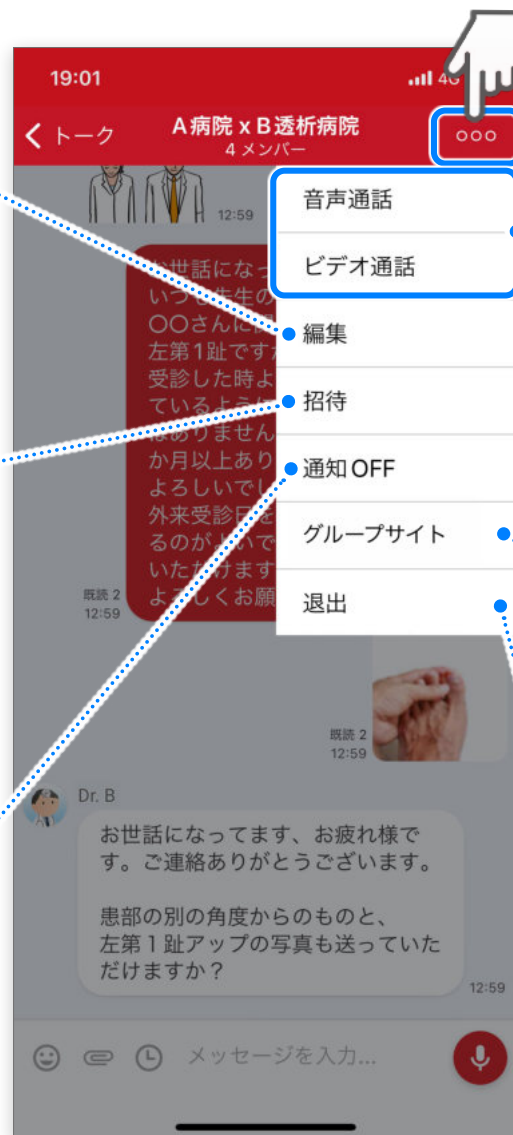 19:01
トーク
A病院 x B透析病院
4 メンバー
12:59
音声通話
ビデオ通話
編集
招待
通知OFF
グループサイト
退出
お世話になっ
いつも先生の
〇〇さんに
左第1趾ですが
受診した時よ
ているように
はありません
か月以上あり
よろしいでし
外来受診日を
るのがよいで
いただけます
よろしくお願
既読 2
12:59
既読 2
12:59
Dr. B
お世話になってます、お疲れ様で
す。ご連絡ありがとうございます。
患部の別の角度からのものと、
左第1趾アップの写真も送っていた
だけますか？
12:59
メッセージを入力...